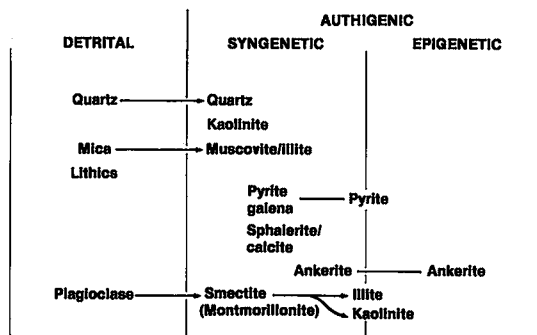 AUTHIGENIC
DETRITAL SYNGENETIC EPIGENETIC
Quartz Quartz
Kaolinite
Mica Muscovite/illite
Lithics
Pyrite Pyrite
galena
Sphalerite/
calcite
Ankerite Ankerite
Plagioclase Smectite Illite
(Montmorillonite) Kaolinite